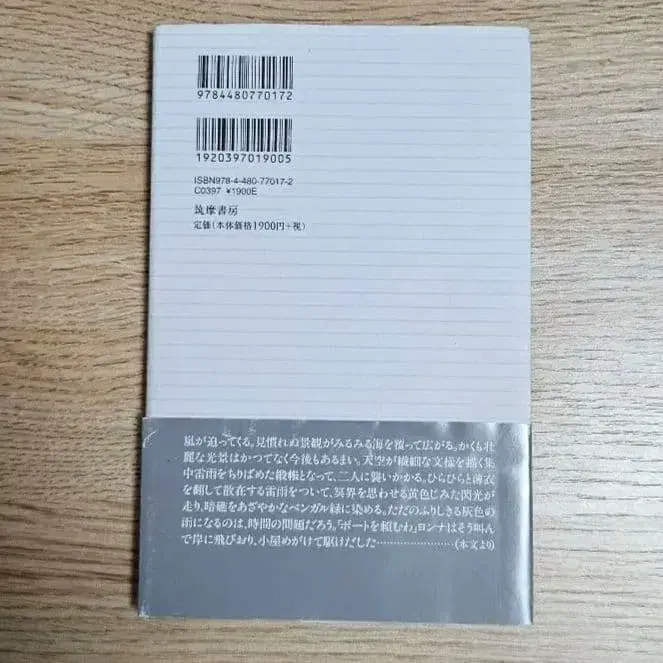 9784480770172
1920397019005
ISBN978-4-480-77017-2
C0397 ¥1900E
筑摩書房
定価(本体価格1900円+税)
嵐が迫ってくる。見慣れぬ景観がみるみる海を覆って広がる。かくも壮
麗な光景はかつてなく今後もあるまい。天空が繊細な文様を描く集
中雷雨をちりばめた緞帳となって、二人に襲いかかる。ひらひらと薄衣
を翻して散花する雷雨をついて、冥界を思わせる黄色じみた閃光が
走り、暗礁をあざやかなベンガル緑に染める。ただのふりしきる灰色の
雨になるのは、時間の問題だろう。「ボートを頼むわ」ヨンナはそう叫ん
で岸に飛びおり、小屋めがけて駆けだした……………………(本文より)